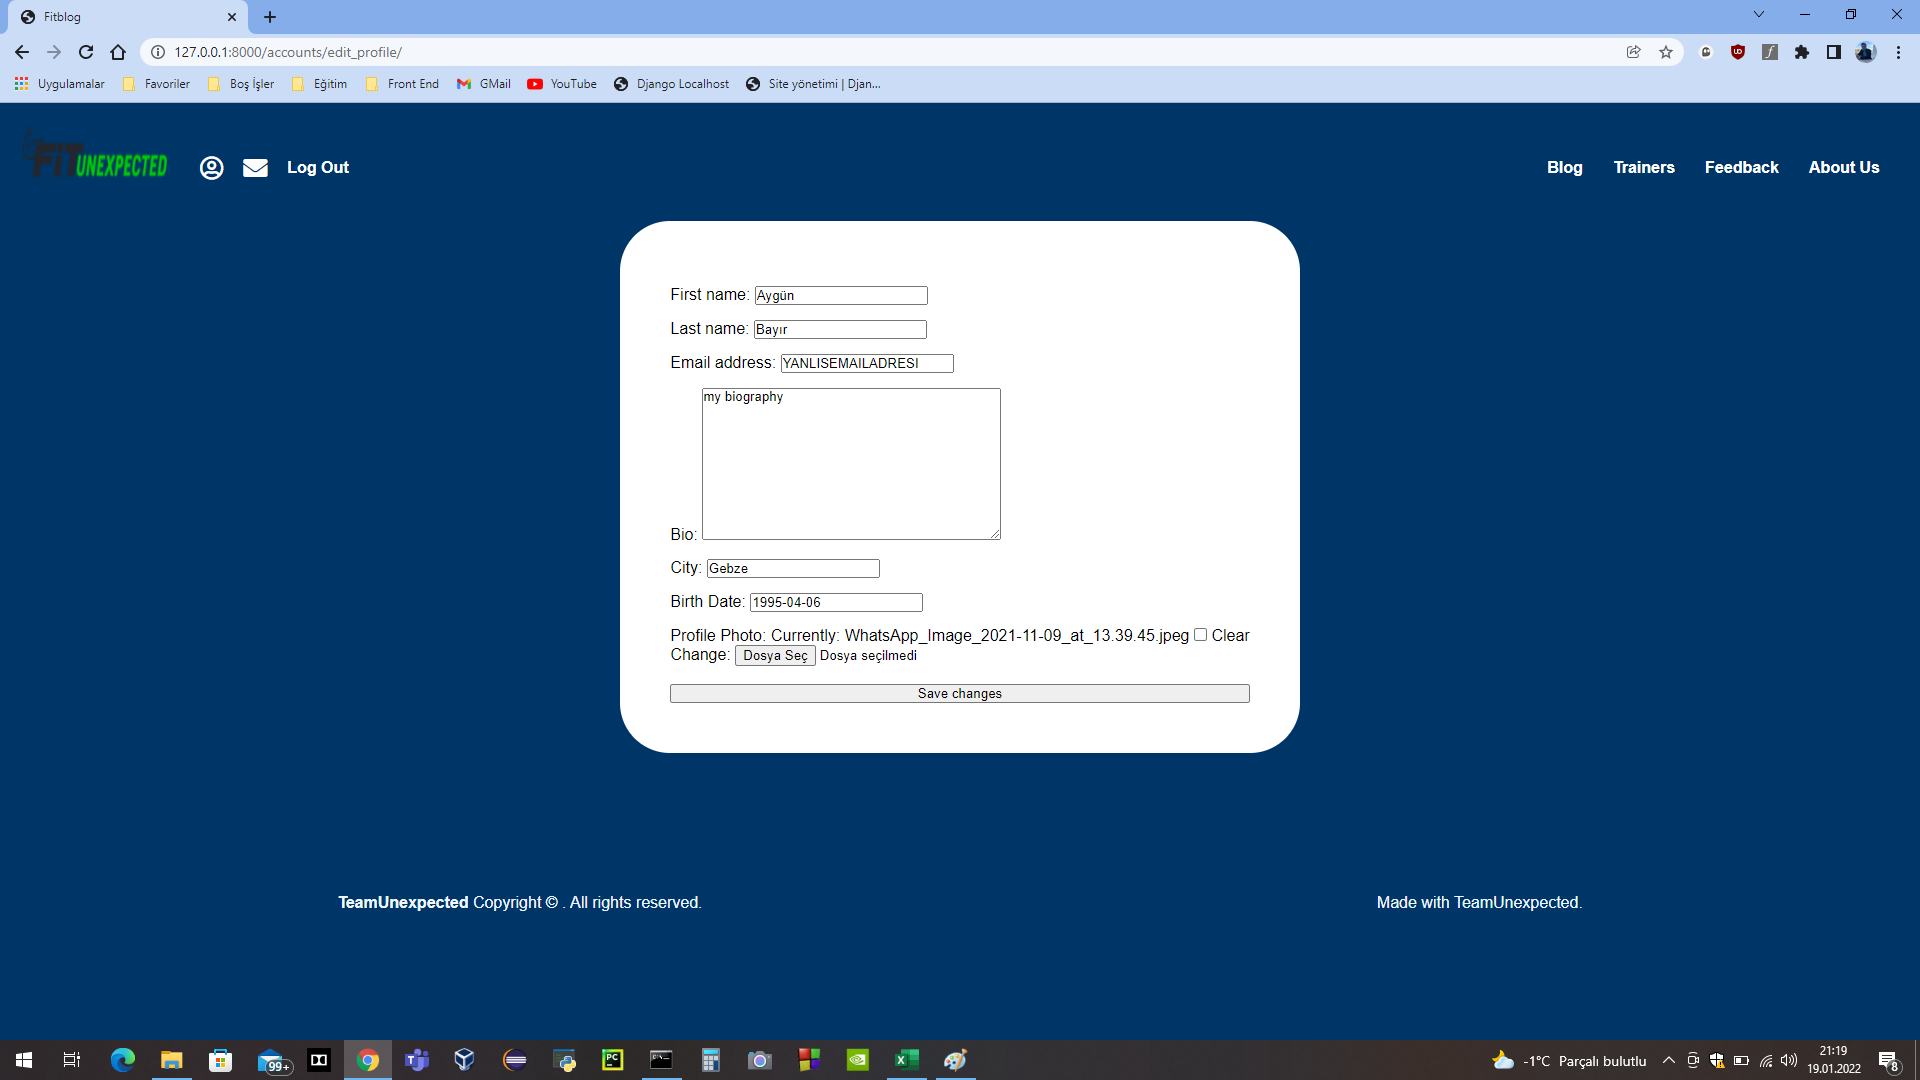 Fitblog
127.0.0.1:8000/accounts/edit_profile/
Uygulamalar Favoriler Boş İşler Eğitim Front End GMail YouTube Django Localhost Site yönetimi | Djan...
FiT UNEXPECTED Log Out Blog Trainers Feedback About Us
First name: Aygün
Last name: Bayır
Email address: YANLISEMAILADRESI
my biography
Bio:
City: Gebze
Birth Date: 1995-04-06
Profile Photo: Currently: WhatsApp_Image_2021-11-09_at_13.39.45.jpeg Clear
Change: Dosya Seç Dosya seçilmedi
Save changes
TeamUnexpected Copyright © . All rights reserved. Made with TeamUnexpected.
99+ -1°C Parçalı bulutlu 21:19
19.01.2022 8